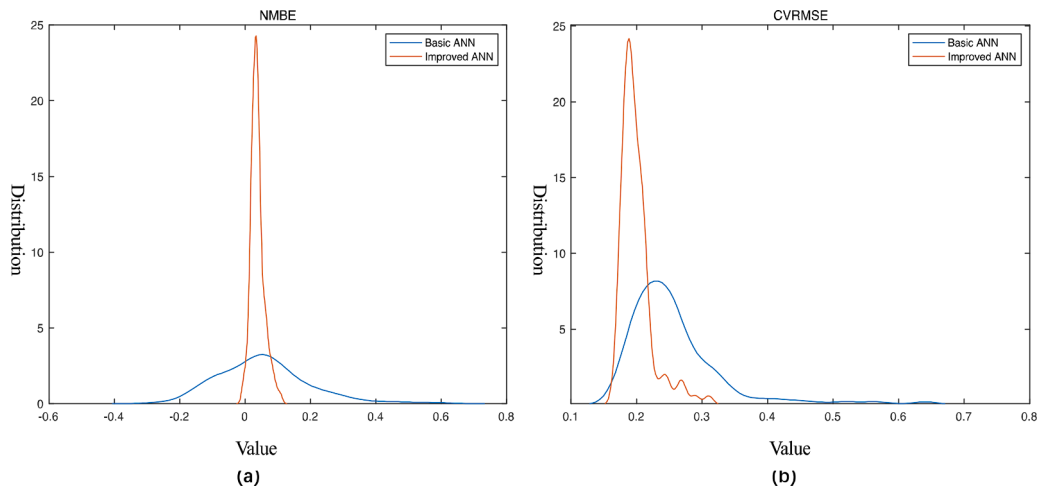 NMBE
25
20
15
10
5
0
-0.6 -0.4 -0.2 0 0.2 0.4 0.6 0.8
Distribution
Value
Basic ANN
Improved ANN
(a)
CVRMSE
25
20
15
10
5
0
0.1 0.2 0.3 0.4 0.5 0.6 0.7 0.8
Distribution
Value
Basic ANN
Improved ANN
(b)